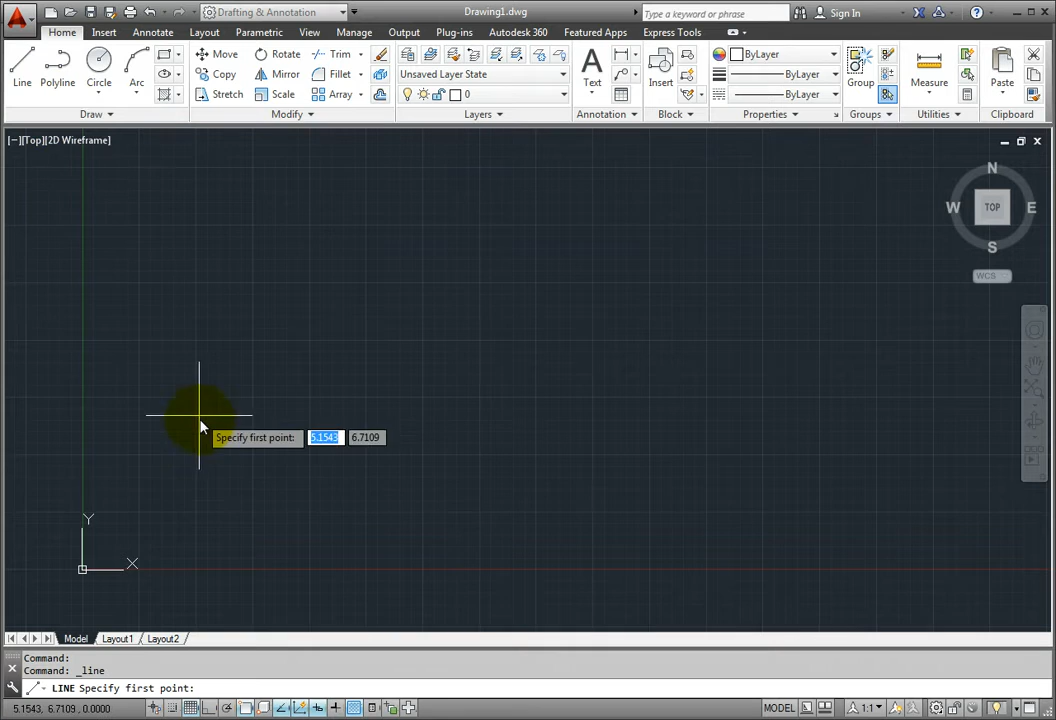 Drafting & Annotation
Drawing1.dwg
Type a keyword or phrase
Sign In
Home Insert Annotate Layout Parametric View Manage Output Plug-ins Autodesk 360 Featured Apps Express Tools
Line Polyline Circle Arc
Move Rotate Trim
Copy Mirror Fillet
Stretch Scale Array
Unsaved Layer State
0
Text
Insert
ByLayer
ByLayer
ByLayer
Group
Measure
Paste
Draw Modify Layers Annotation Block Properties Groups Utilities Clipboard
[−][Top][2D Wireframe]
N
W TOP E
S
WCS
Specify first point: 5.1543 6.7109
Y
X
Model Layout1 Layout2
Command:
Command: _line
LINE Specify first point:
5.1543, 6.7109, 0.0000
MODEL
1:1